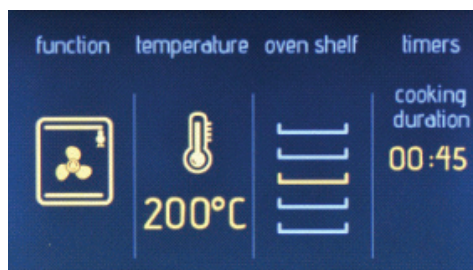 function temperature oven shelf timers
cooking
duration
00:45
200°C